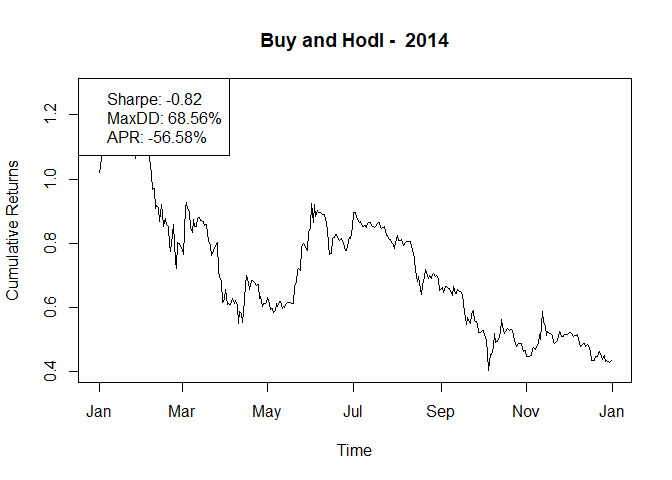 Buy and Hodl -  2014
Sharpe: -0.82
MaxDD: 68.56%
APR: -56.58%
Cumulative Returns
1.2
1.0
0.8
0.6
0.4
Jan Mar May Jul Sep Nov Jan
Time